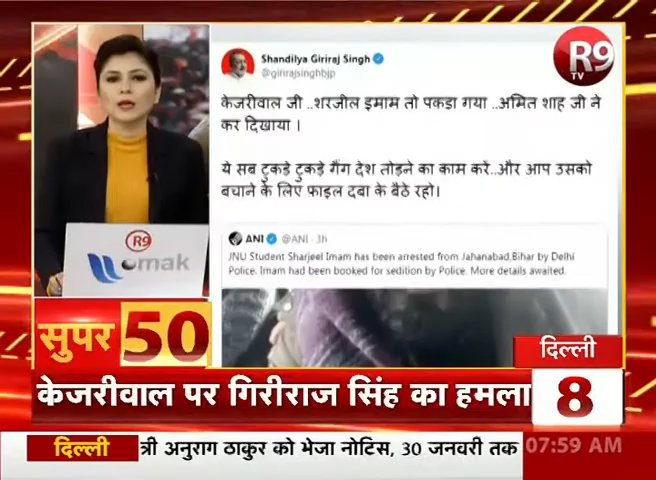 R9
TV
Shandilya Giriraj Singh
@girirajsinghbjp
केजरीवाल जी ..शरजील इमाम तो पकड़ा गया ..अमित शाह जी ने
कर दिखाया ।
ये सब टुकड़े टुकड़े गैंग देश तोड़ने का काम करें..और आप उसको
बचाने के लिए फ़ाइल दबा के बैठे रहो।
ANI @ANI · 3h
JNU Student Sharjeel Imam has been arrested from Jahanabad,Bihar by Delhi
Police. Imam had been booked for sedition by Police. More details awaited.
R9
omak
सुपर 50
दिल्ली
केजरीवाल पर गिरीराज सिंह का हमला 8
दिल्ली त्री अनुराग ठाकुर को भेजा नोटिस, 30 जनवरी तक 07:59 AM